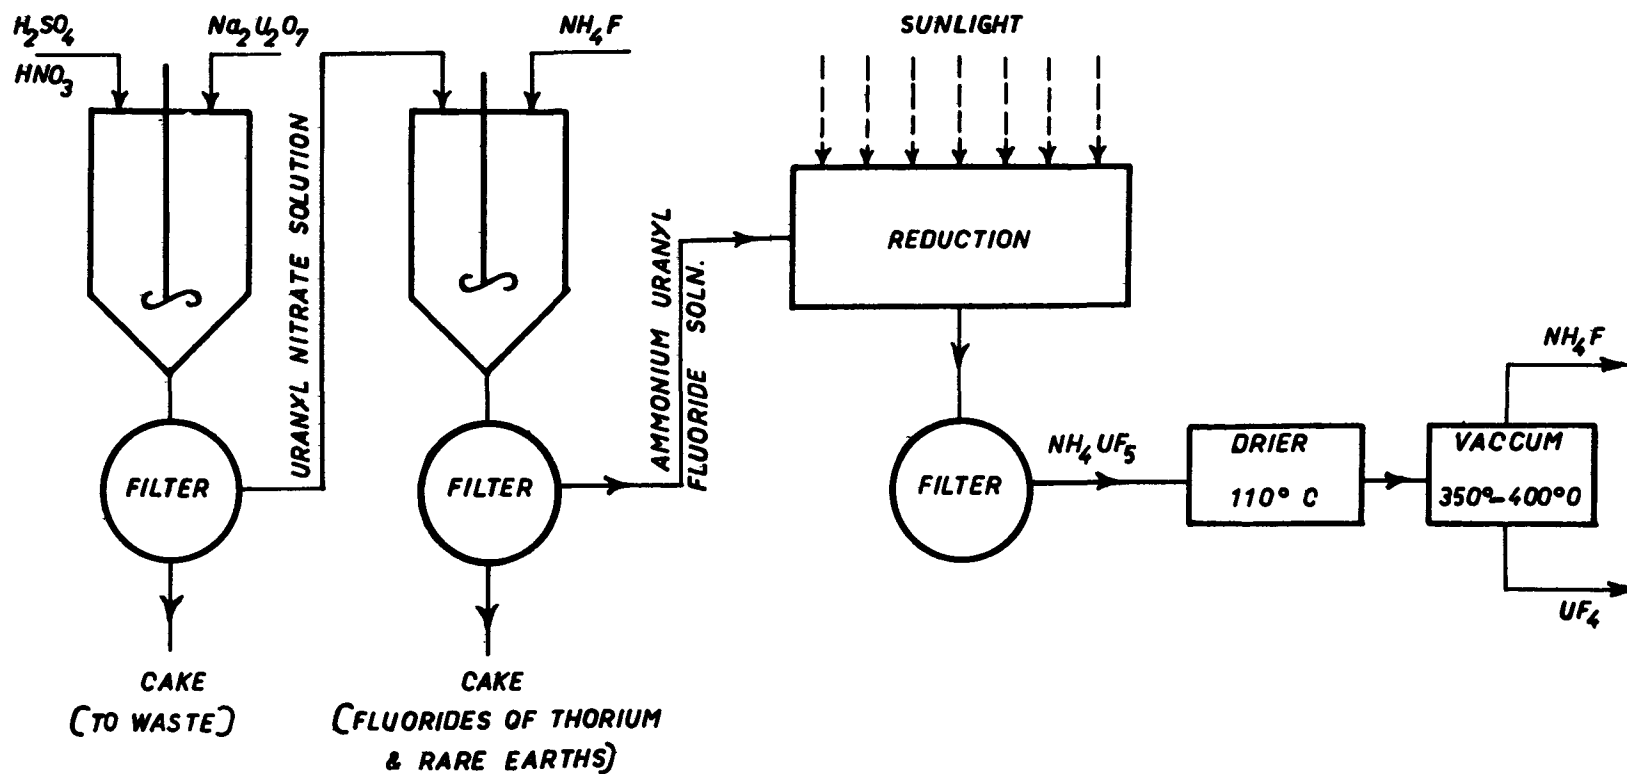 H₂SO₄
HNO₃
Na₂U₂O₇
URANYL NITRATE SOLUTION
NH₄F
FILTER
CAKE
(TO WASTE)
FILTER
CAKE
(FLUORIDES OF THORIUM
& RARE EARTHS)
AMMONIUM URANYL
FLUORIDE SOLN.
SUNLIGHT
REDUCTION
FILTER
NH₄UF₅
DRIER
110° C
VACCUM
350°-400°C
NH₄F
UF₄